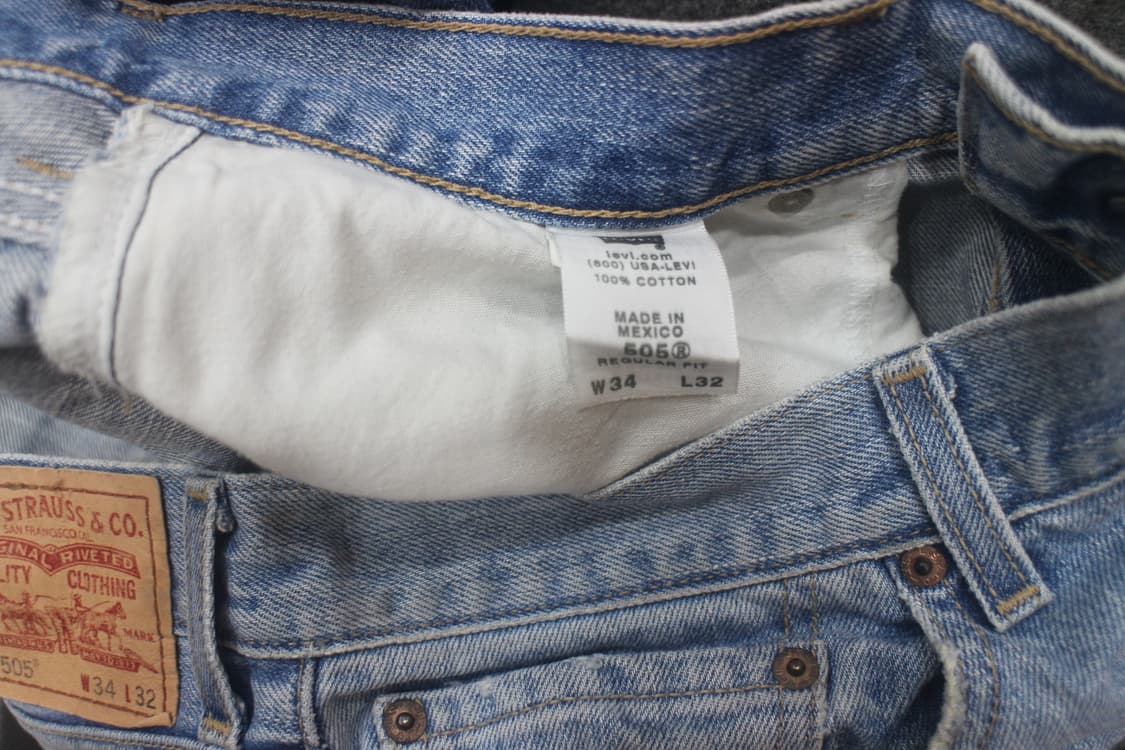 levi.com
(800) USA-LEVI
100% COTTON
MADE IN
MEXICO
505®
REGULAR FIT
W34 L32
STRAUSS & CO.
SAN FRANCISCO
RIVETED
CLOTHING
MARK
505®
W34 L32